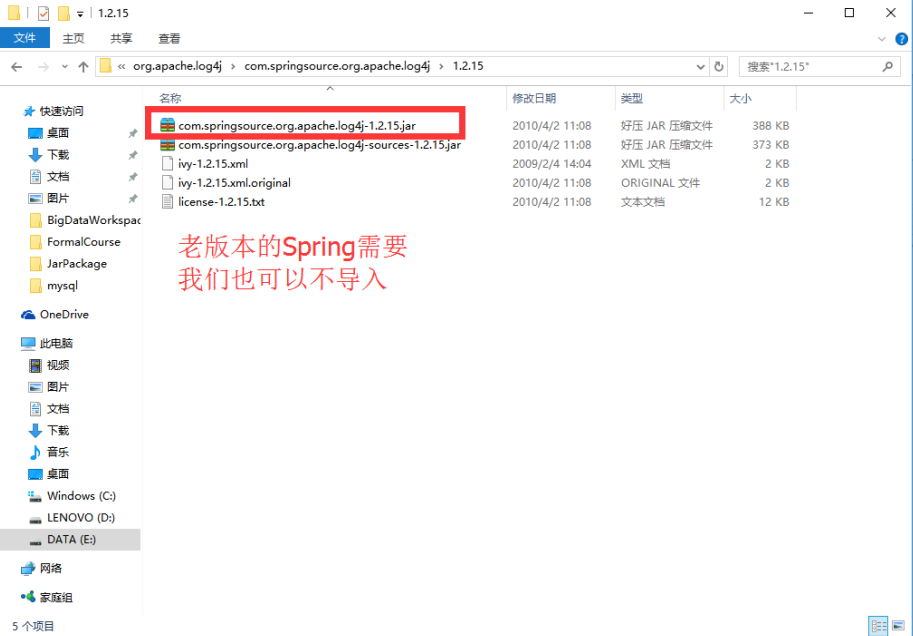 1.2.15
文件 主页 共享 查看
« org.apache.log4j › com.springsource.org.apache.log4j › 1.2.15
搜索"1.2.15"
名称 修改日期 类型 大小
com.springsource.org.apache.log4j-1.2.15.jar 2010/4/2 11:08 好压 JAR 压缩文件 388 KB
com.springsource.org.apache.log4j-sources-1.2.15.jar 2010/4/2 11:08 好压 JAR 压缩文件 373 KB
ivy-1.2.15.xml 2009/2/4 14:04 XML 文档 2 KB
ivy-1.2.15.xml.original 2010/4/2 11:08 ORIGINAL 文件 2 KB
license-1.2.15.txt 2010/4/2 11:08 文本文档 12 KB
老版本的Spring需要
我们也可以不导入
快速访问
桌面
下载
文档
图片
BigDataWorkspac
FormalCourse
JarPackage
mysql
OneDrive
此电脑
视频
图片
文档
下载
音乐
桌面
Windows (C:)
LENOVO (D:)
DATA (E:)
网络
家庭组
5 个项目